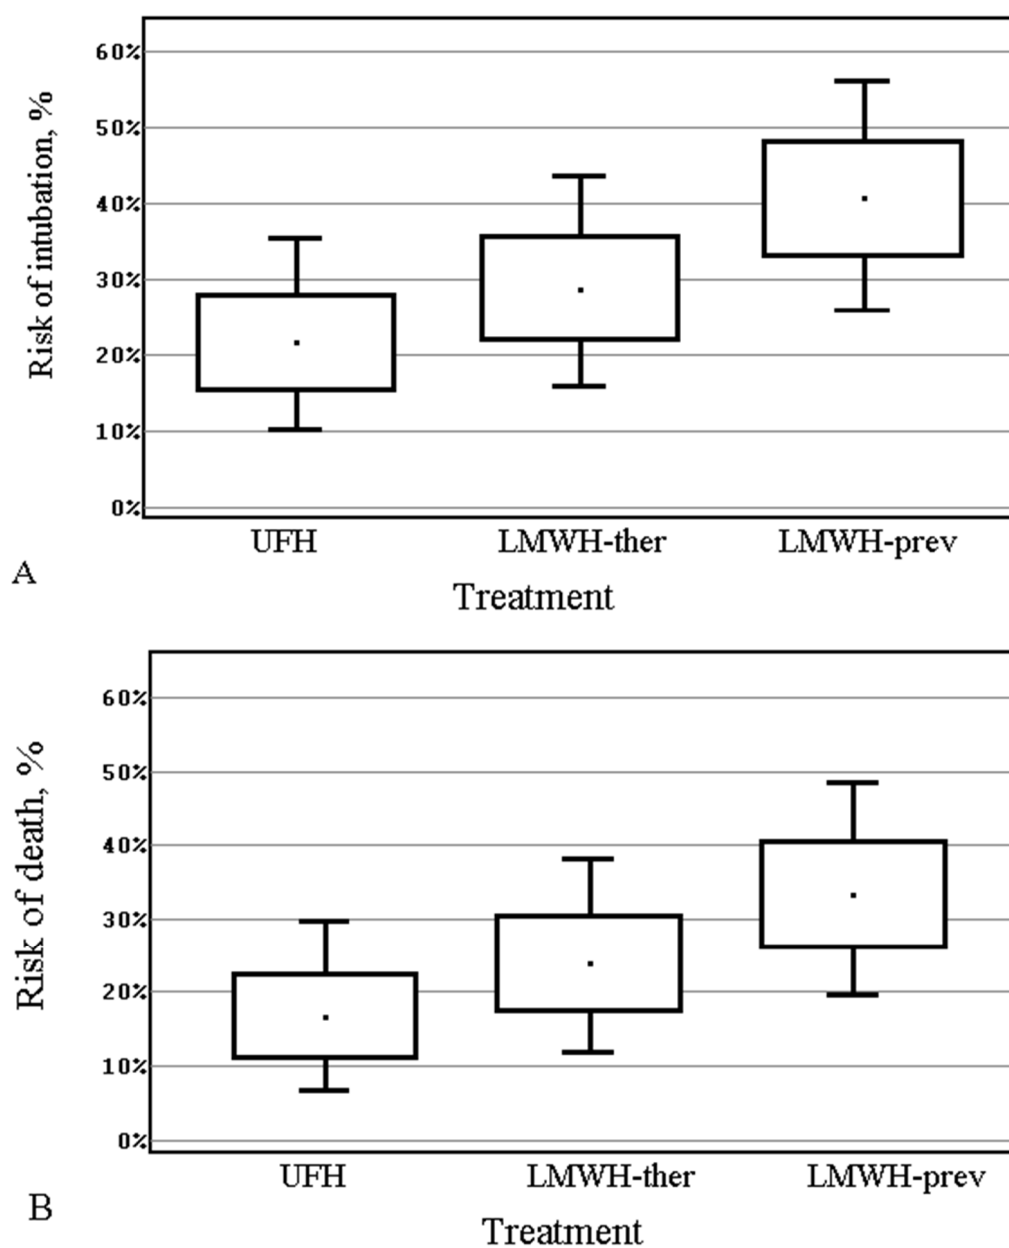 Risk of intubation, %
60%
50%
40%
30%
20%
10%
0%
UFH LMWH-ther LMWH-prev
A
Treatment
Risk of death, %
60%
50%
40%
30%
20%
10%
0%
UFH LMWH-ther LMWH-prev
B
Treatment